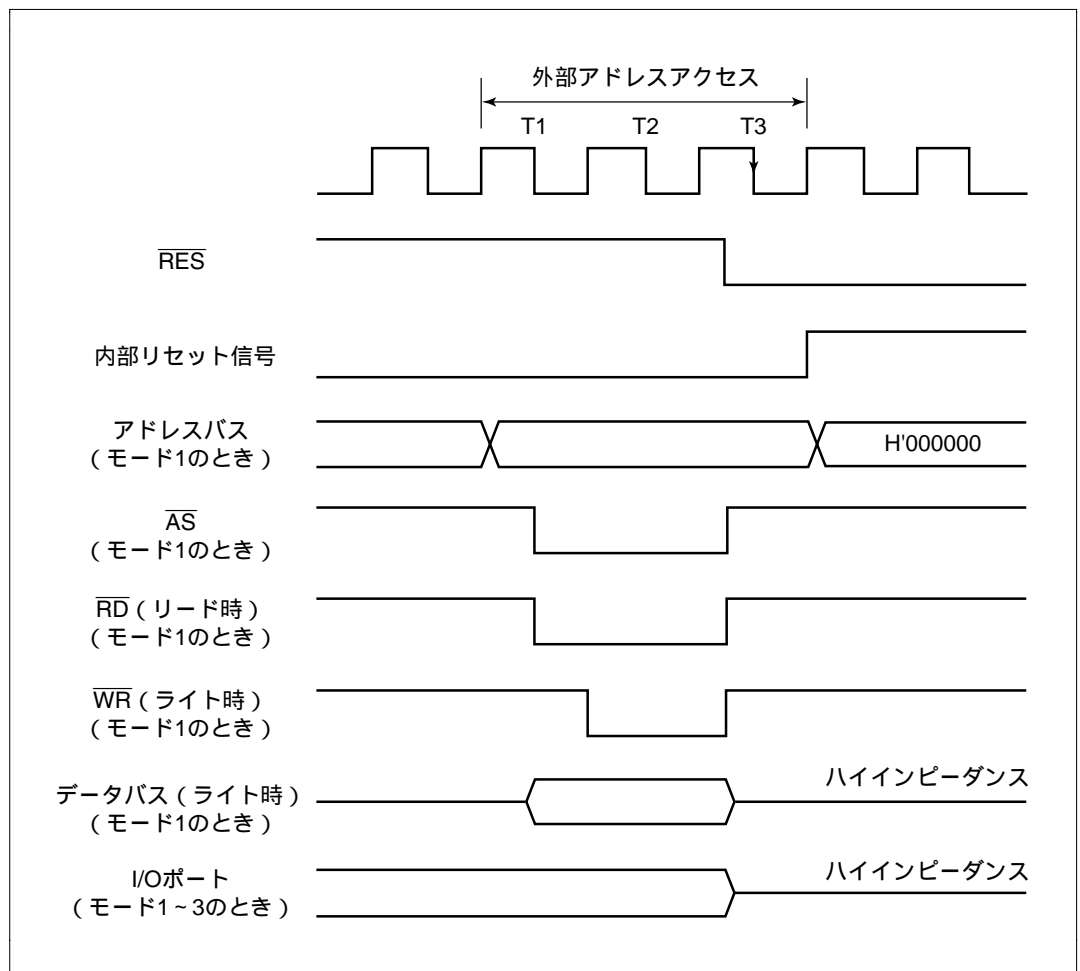 外部アドレスアクセス
T1 T2 T3
RES
内部リセット信号
アドレスバス
(モード1のとき)
H'000000
AS
(モード1のとき)
RD(リード時)
(モード1のとき)
WR(ライト時)
(モード1のとき)
データバス(ライト時)
(モード1のとき)
ハイインピーダンス
I/Oポート
(モード1~3のとき)
ハイインピーダンス